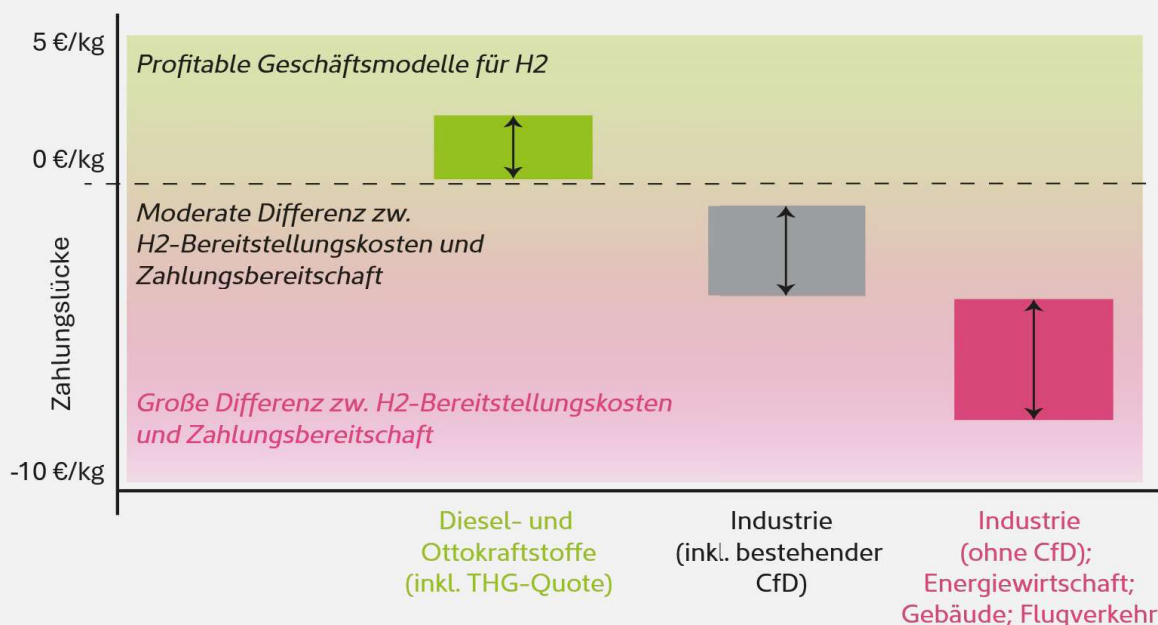 5 €/kg
Profitable Geschäftsmodelle für H2
0 €/kg
Moderate Differenz zw.
H2-Bereitstellungskosten und
Zahlungsbereitschaft
Zahlungslücke
Große Differenz zw. H2-Bereitstellungskosten
und Zahlungsbereitschaft
-10 €/kg
Diesel- und
Ottokraftstoffe
(inkl. THG-Quote)
Industrie
(inkl. bestehender
CfD)
Industrie
(ohne CfD);
Energiewirtschaft;
Gebäude; Flugverkehr